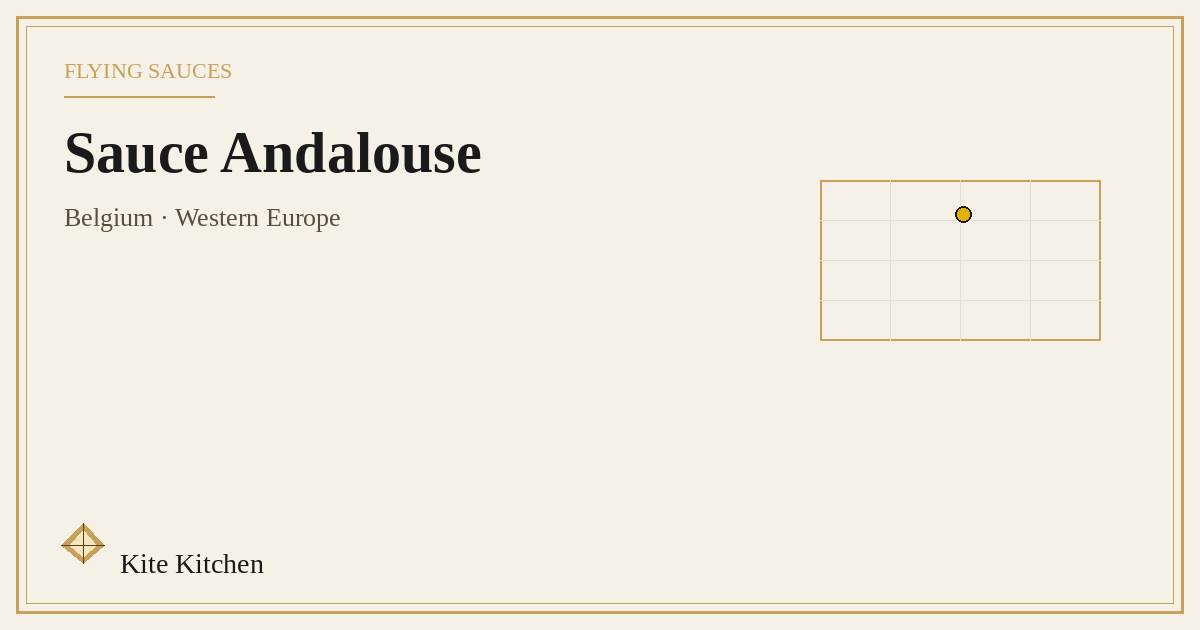 FLYING SAUCES
Sauce Andalouse
Belgium · Western Europe
Kite Kitchen